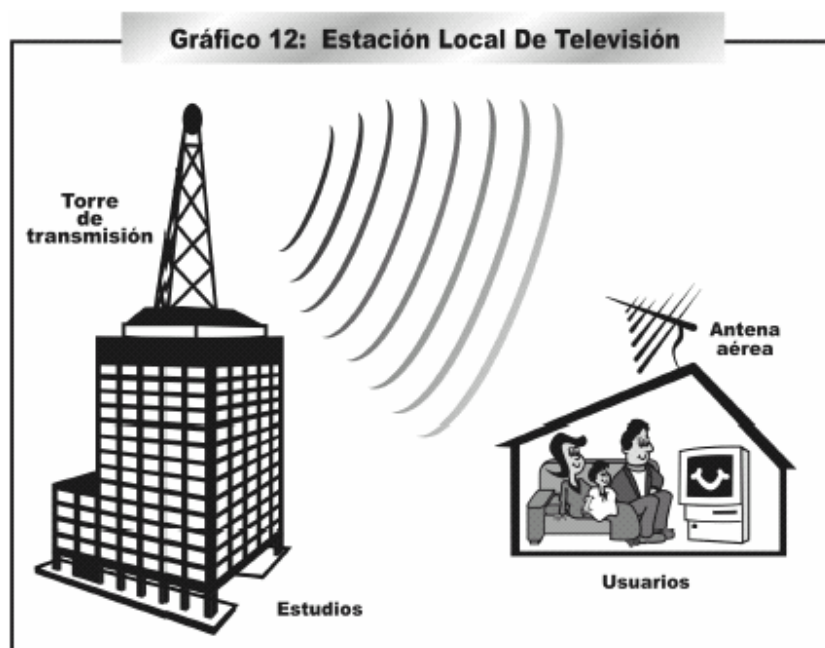 Gráfico 12: Estación Local De Televisión
Torre
de
transmisión
Antena
aérea
Usuarios
Estudios